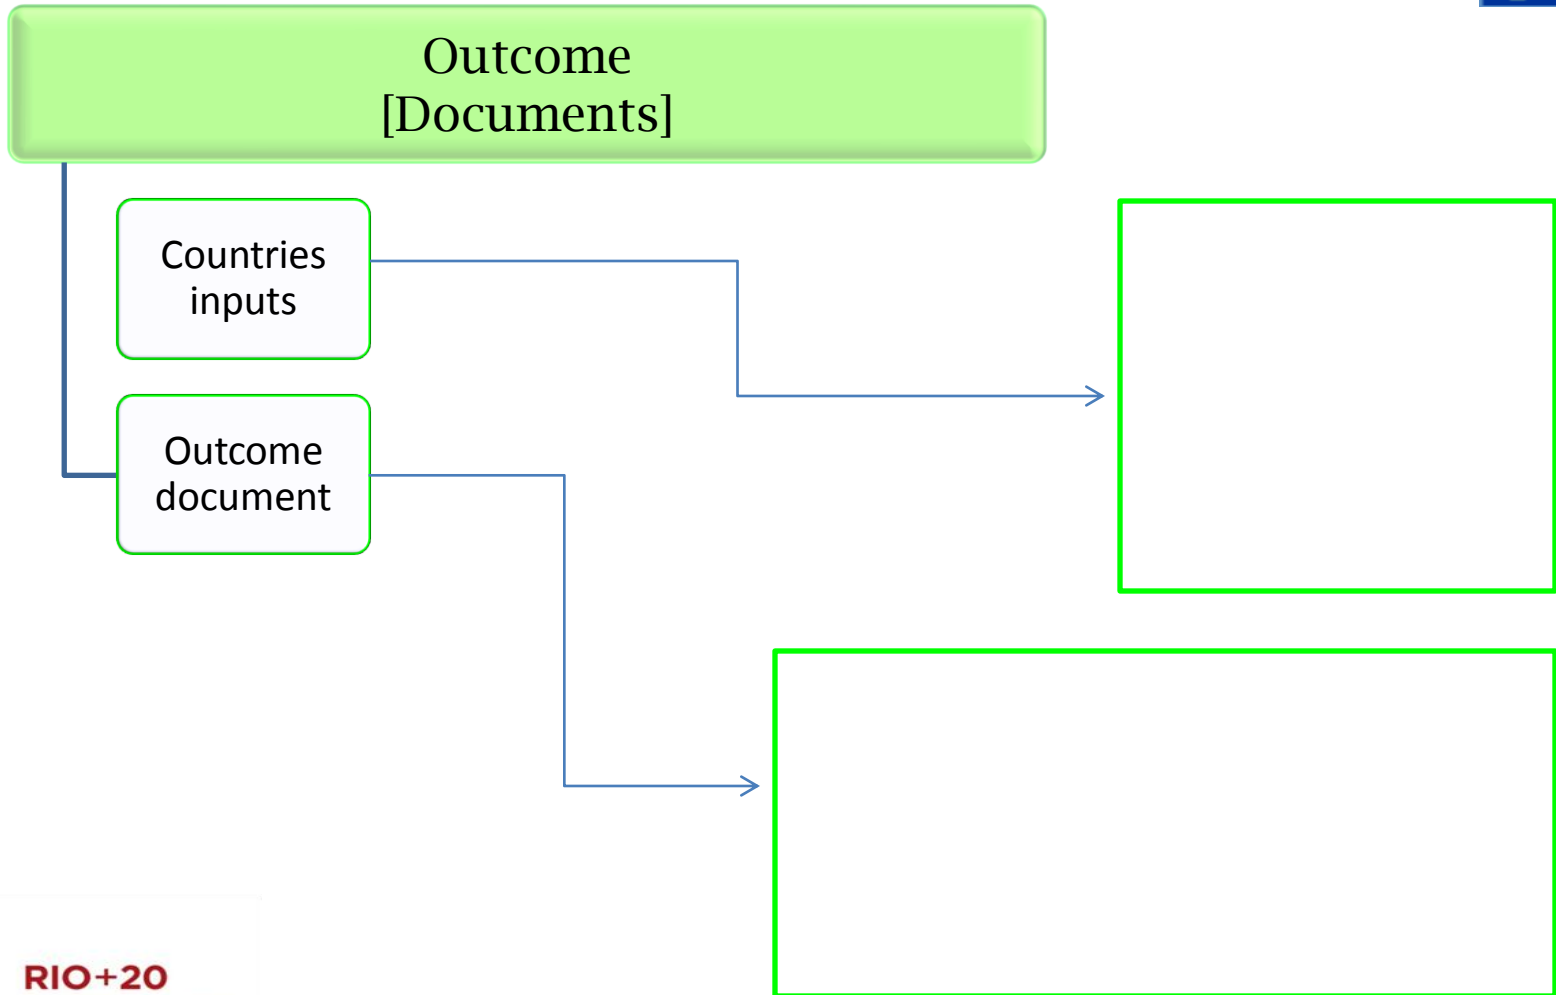 Outcome
[Documents]
Countries
inputs
Outcome
document
RIO+20